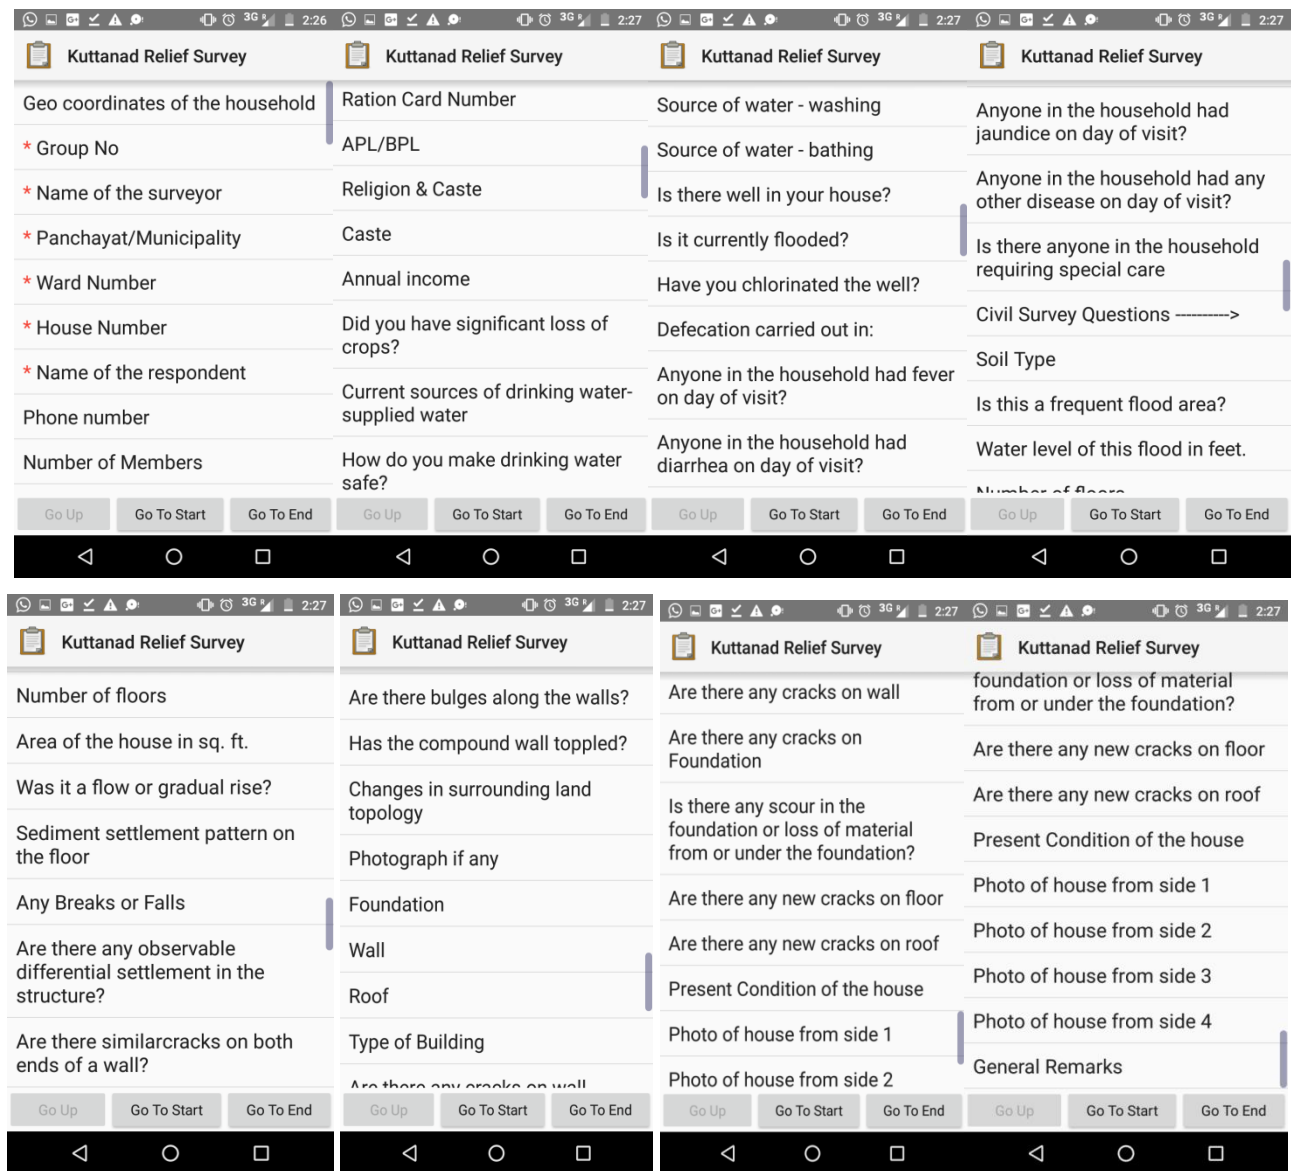 3G R 2:26
Kuttanad Relief Survey
Geo coordinates of the household
* Group No
* Name of the surveyor
* Panchayat/Municipality
* Ward Number
* House Number
* Name of the respondent
Phone number
Number of Members
Go Up Go To Start Go To End
G+ 3G R 2:27
Kuttanad Relief Survey
Ration Card Number
APL/BPL
Religion & Caste
Caste
Annual income
Did you have significant loss of
crops?
Current sources of drinking water-
supplied water
How do you make drinking water
safe?
Go Up Go To Start Go To End
G+ 3G R 2:27
Kuttanad Relief Survey
Source of water - washing
Source of water - bathing
Is there well in your house?
Is it currently flooded?
Have you chlorinated the well?
Defecation carried out in:
Anyone in the household had fever
on day of visit?
Anyone in the household had
diarrhea on day of visit?
Go Up Go To Start Go To End
G+ 3G R 2:27
Kuttanad Relief Survey
Anyone in the household had
jaundice on day of visit?
Anyone in the household had any
other disease on day of visit?
Is there anyone in the household
requiring special care
Civil Survey Questions ---------->
Soil Type
Is this a frequent flood area?
Water level of this flood in feet.
Number of floors
Go Up Go To Start Go To End
G+ 3G R 2:27
Kuttanad Relief Survey
Number of floors
Area of the house in sq. ft.
Was it a flow or gradual rise?
Sediment settlement pattern on
the floor
Any Breaks or Falls
Are there any observable
differential settlement in the
structure?
Are there similarcracks on both
ends of a wall?
Go Up Go To Start Go To End
G+ 3G R 2:27
Kuttanad Relief Survey
Are there bulges along the walls?
Has the compound wall toppled?
Changes in surrounding land
topology
Photograph if any
Foundation
Wall
Roof
Type of Building
Are there any cracks on wall
Go Up Go To Start Go To End
G+ 3G R 2:27
Kuttanad Relief Survey
Are there any cracks on wall
Are there any cracks on
Foundation
Is there any scour in the
foundation or loss of material
from or under the foundation?
Are there any new cracks on floor
Are there any new cracks on roof
Present Condition of the house
Photo of house from side 1
Photo of house from side 2
Go Up Go To Start Go To End
G+ 3G R 2:27
Kuttanad Relief Survey
foundation or loss of material
from or under the foundation?
Are there any new cracks on floor
Are there any new cracks on roof
Present Condition of the house
Photo of house from side 1
Photo of house from side 2
Photo of house from side 3
Photo of house from side 4
General Remarks
Go Up Go To Start Go To End